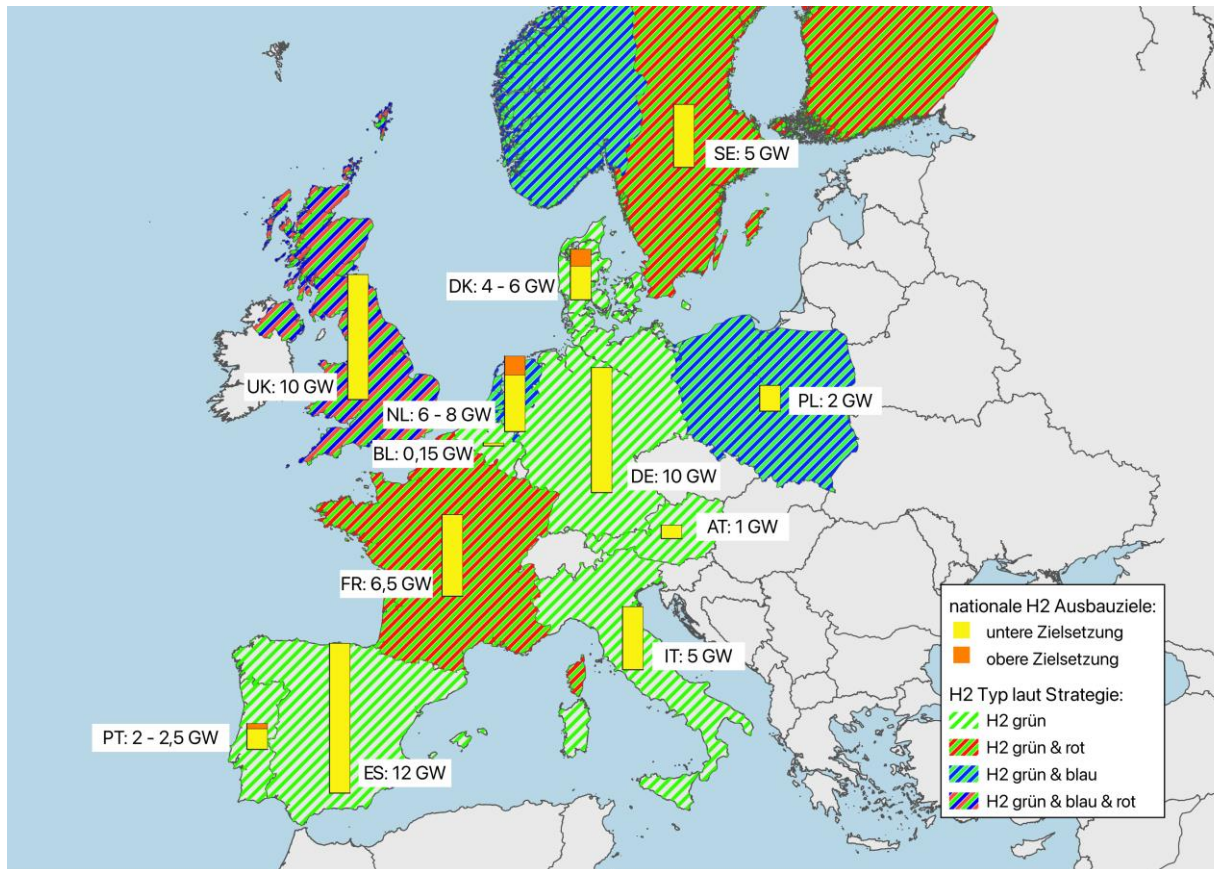 SE: 5 GW
DK: 4 - 6 GW
UK: 10 GW
NL: 6 - 8 GW
PL: 2 GW
BL: 0,15 GW
DE: 10 GW
AT: 1 GW
FR: 6,5 GW
IT: 5 GW
PT: 2 - 2,5 GW
ES: 12 GW
nationale H2 Ausbauziele:
untere Zielsetzung
obere Zielsetzung
H2 Typ laut Strategie:
H2 grün
H2 grün & rot
H2 grün & blau
H2 grün & blau & rot